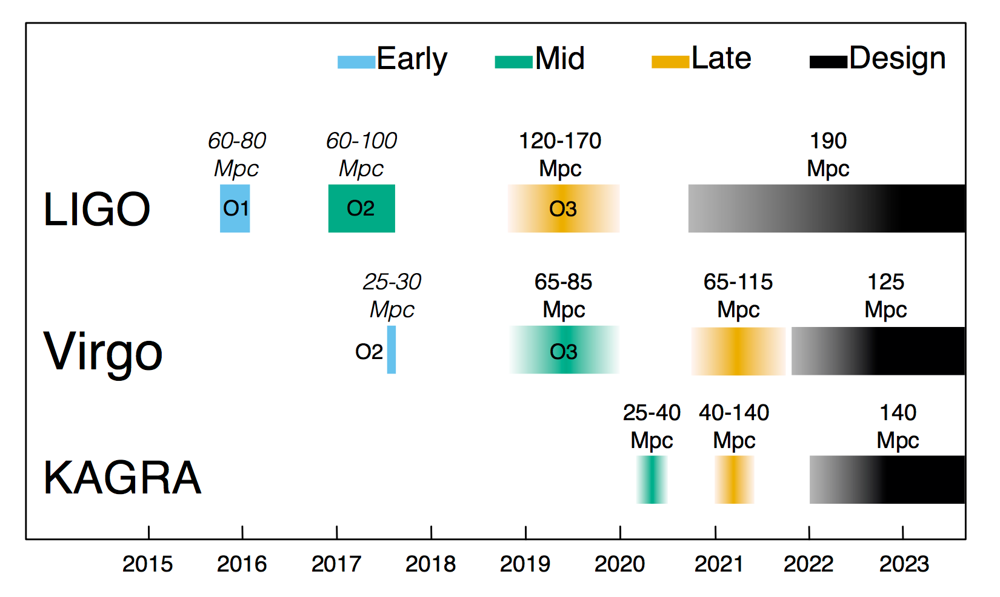 Early Mid Late Design
60-80 60-100 120-170 190
Mpc Mpc Mpc Mpc
LIGO O1 O2 O3
25-30 65-85 65-115 125
Mpc Mpc Mpc Mpc
Virgo O2 O3
25-40 40-140 140
Mpc Mpc Mpc
KAGRA
2015 2016 2017 2018 2019 2020 2021 2022 2023